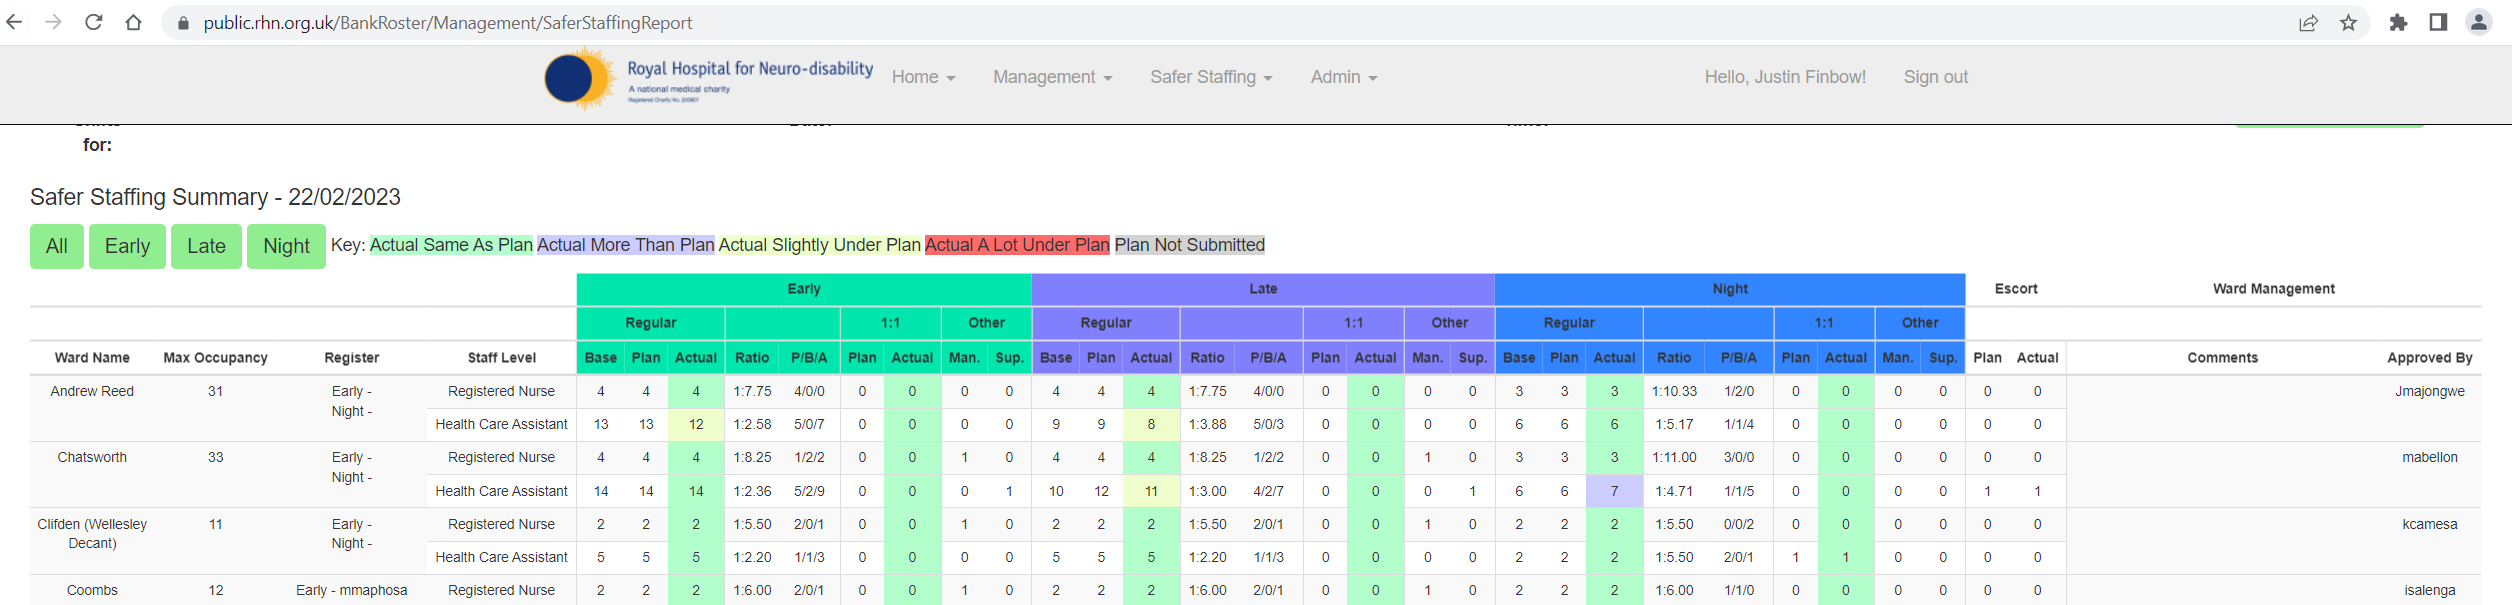 public.rhn.org.uk/BankRoster/Management/SaferStaffingReport
Royal Hospital for Neuro-disability
A national medical charity
Home Management Safer Staffing Admin Hello, Justin Finbow! Sign out
for:
Safer Staffing Summary - 22/02/2023
All Early Late Night Key: Actual Same As Plan Actual More Than Plan Actual Slightly Under Plan Actual A Lot Under Plan Plan Not Submitted
Early Late Night Escort Ward Management
Regular 1:1 Other Regular 1:1 Other Regular 1:1 Other
Ward Name Max Occupancy Register Staff Level Base Plan Actual Ratio P/B/A Plan Actual Man. Sup. Base Plan Actual Ratio P/B/A Plan Actual Man. Sup. Base Plan Actual Ratio P/B/A Plan Actual Man. Sup. Plan Actual Comments Approved By
Andrew Reed 31 Early - Registered Nurse 4 4 4 1:7.75 4/0/0 0 0 0 0 4 4 4 1:7.75 4/0/0 0 0 0 0 3 3 3 1:10.33 1/2/0 0 0 0 0 0 0 Jmajongwe
Night -
Health Care Assistant 13 13 12 1:2.58 5/0/7 0 0 0 0 9 9 8 1:3.88 5/0/3 0 0 0 0 6 6 6 1:5.17 1/1/4 0 0 0 0 0 0
Chatsworth 33 Early - Registered Nurse 4 4 4 1:8.25 1/2/2 0 0 1 0 4 4 4 1:8.25 1/2/2 0 0 1 0 3 3 3 1:11.00 3/0/0 0 0 0 0 0 0 mabellon
Night -
Health Care Assistant 14 14 14 1:2.36 5/2/9 0 0 0 1 10 12 11 1:3.00 4/2/7 0 0 0 1 6 6 7 1:4.71 1/1/5 0 0 0 0 1 1
Clifden (Wellesley 11 Early - Registered Nurse 2 2 2 1:5.50 2/0/1 0 0 1 0 2 2 2 1:5.50 2/0/1 0 0 1 0 2 2 2 1:5.50 0/0/2 0 0 0 0 0 0 kcamesa
Decant) Night -
Health Care Assistant 5 5 5 1:2.20 1/1/3 0 0 0 0 5 5 5 1:2.20 1/1/3 0 0 0 0 2 2 2 1:5.50 2/0/1 1 1 0 0 0 0
Coombs 12 Early - mmaphosa Registered Nurse 2 2 2 1:6.00 2/0/1 0 0 1 0 2 2 2 1:6.00 2/0/1 0 0 1 0 2 2 2 1:6.00 1/1/0 0 0 0 0 0 0 isalenga